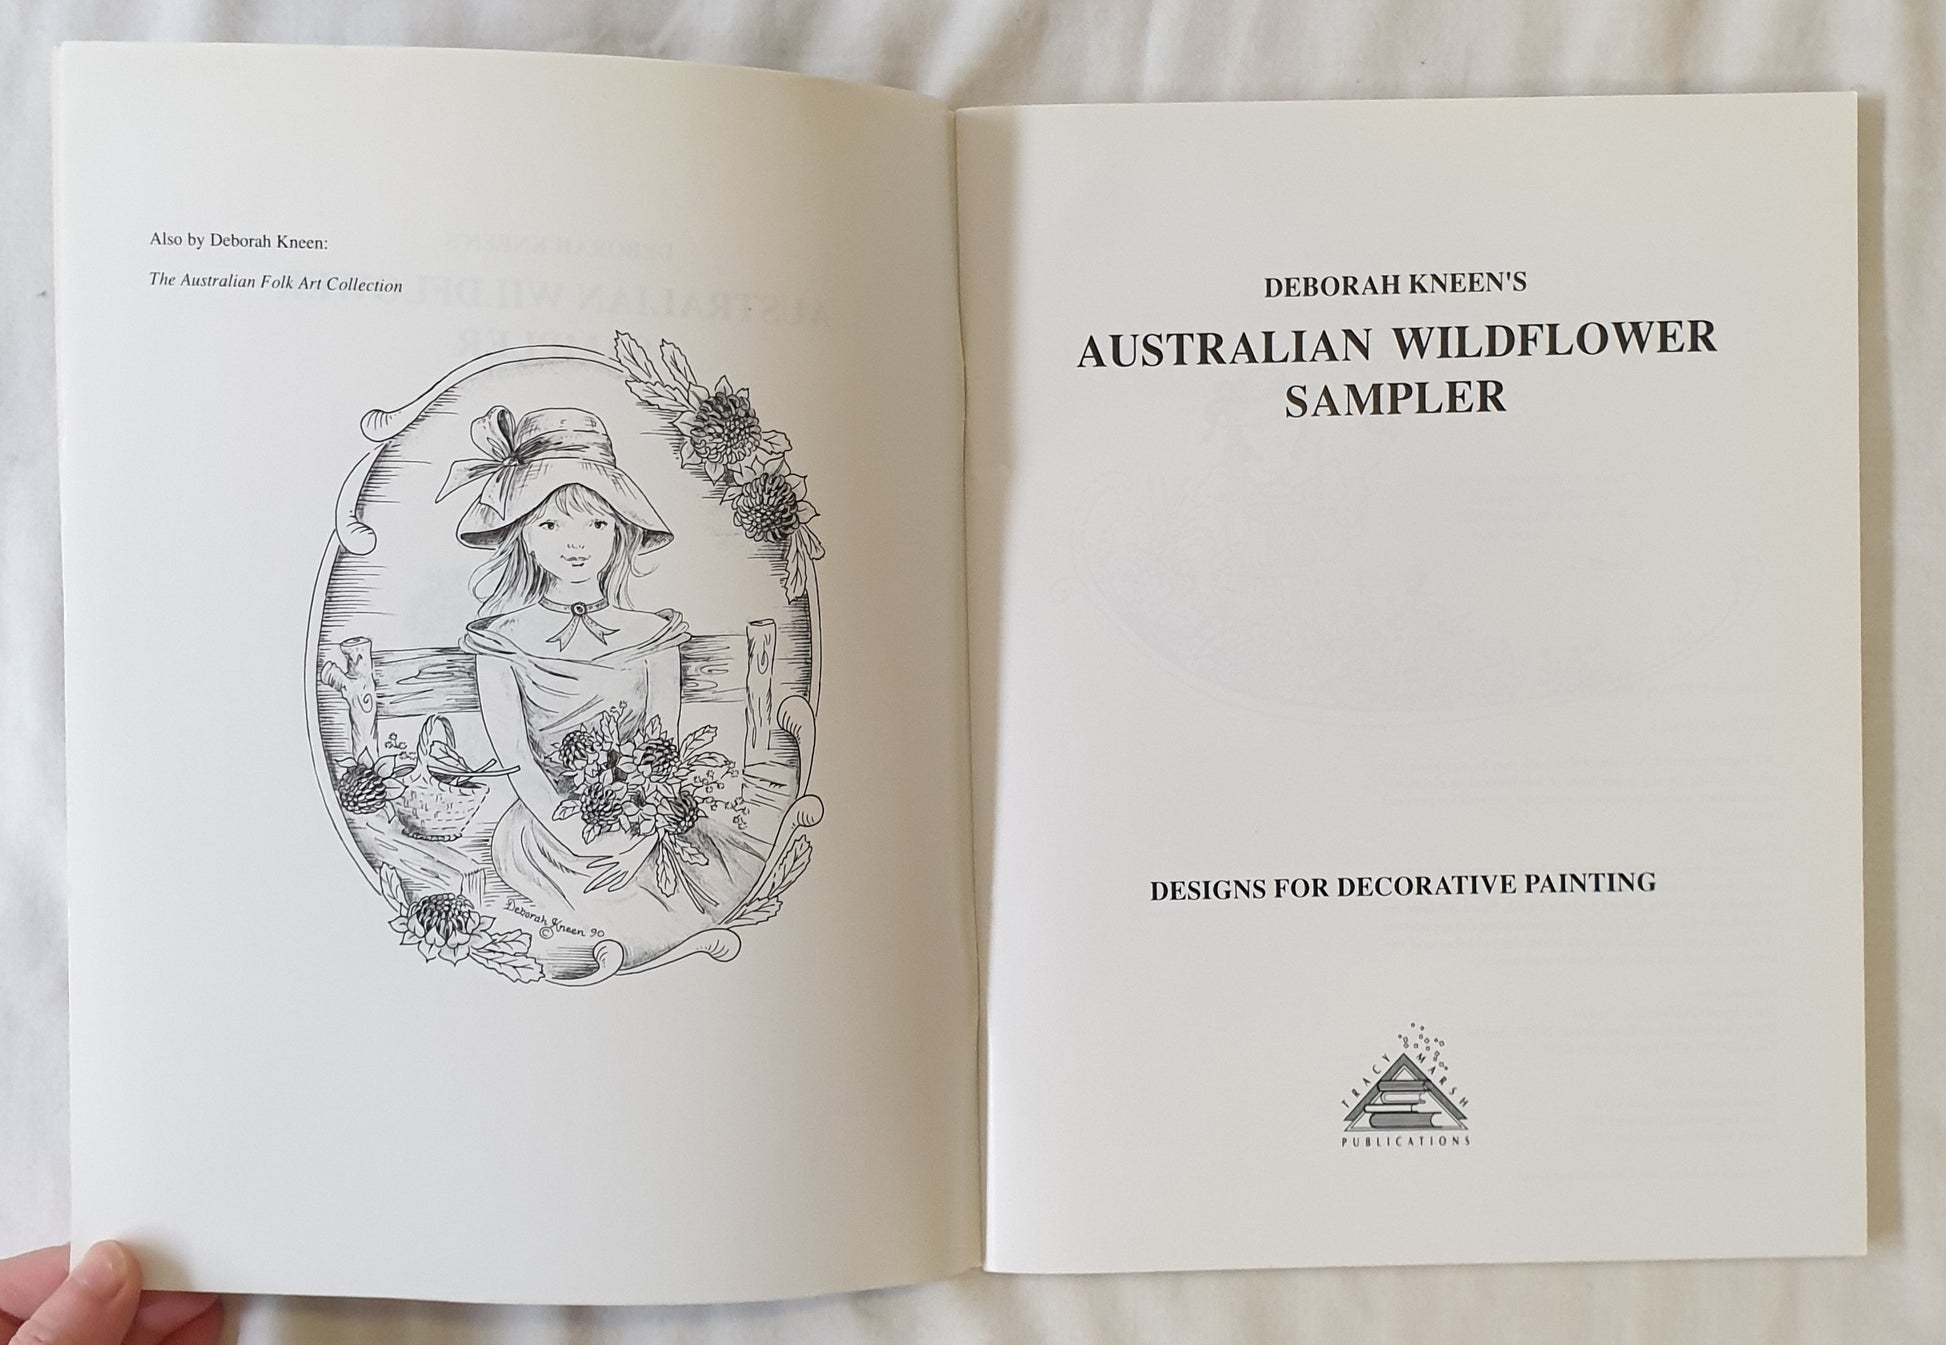 Also by Deborah Kneen:
The Australian Folk Art Collection
Deborah Kneen 90
©
DEBORAH KNEEN'S
AUSTRALIAN WILDFLOWER
SAMPLER
DESIGNS FOR DECORATIVE PAINTING
TRACY MARSH
PUBLICATIONS